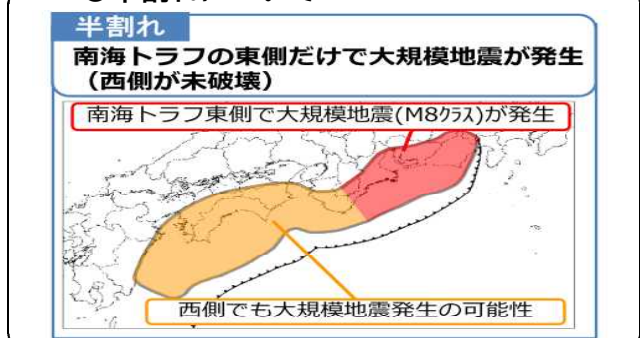 半割れ
南海トラフの東側だけで大規模地震が発生
（西側が未破壊）
南海トラフ東側で大規模地震(M8ｸﾗｽ)が発生
西側でも大規模地震発生の可能性